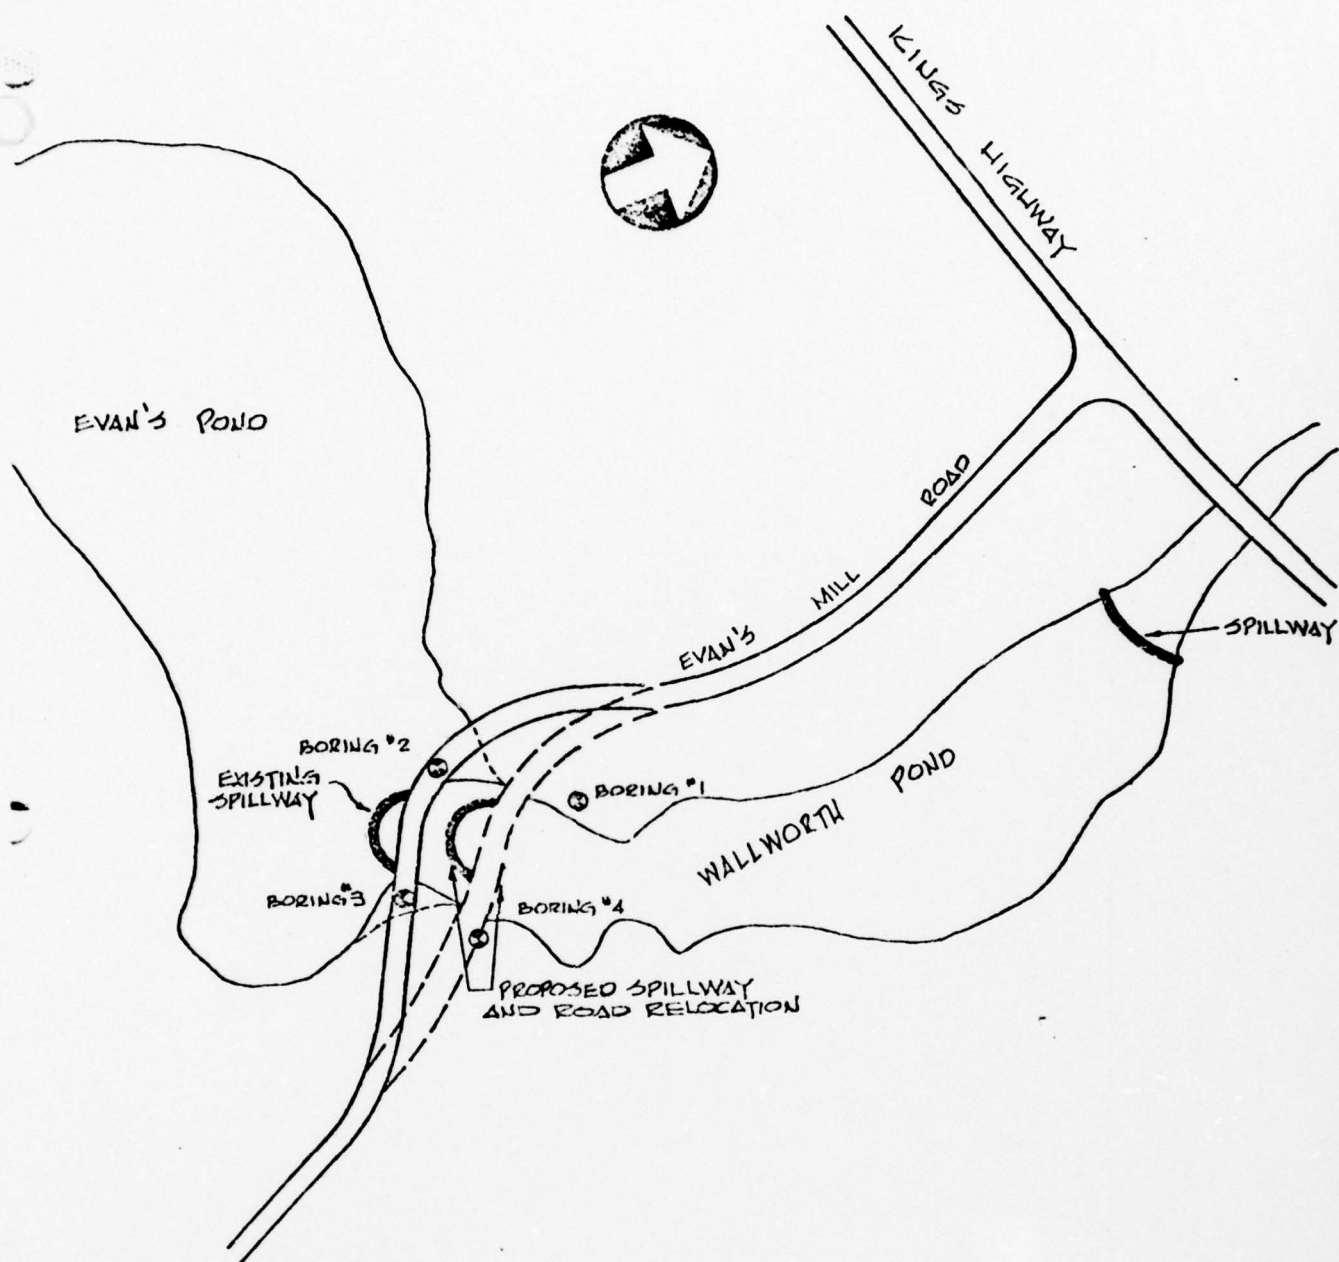 KINGS HIGHWAY
EVAN'S POND
EVAN'S MILL ROAD
SPILLWAY
BORING #2
EXISTING
SPILLWAY
BORING #1
WALLWORTH POND
BORING #3
BORING #4
PROPOSED SPILLWAY
AND ROAD RELOCATION